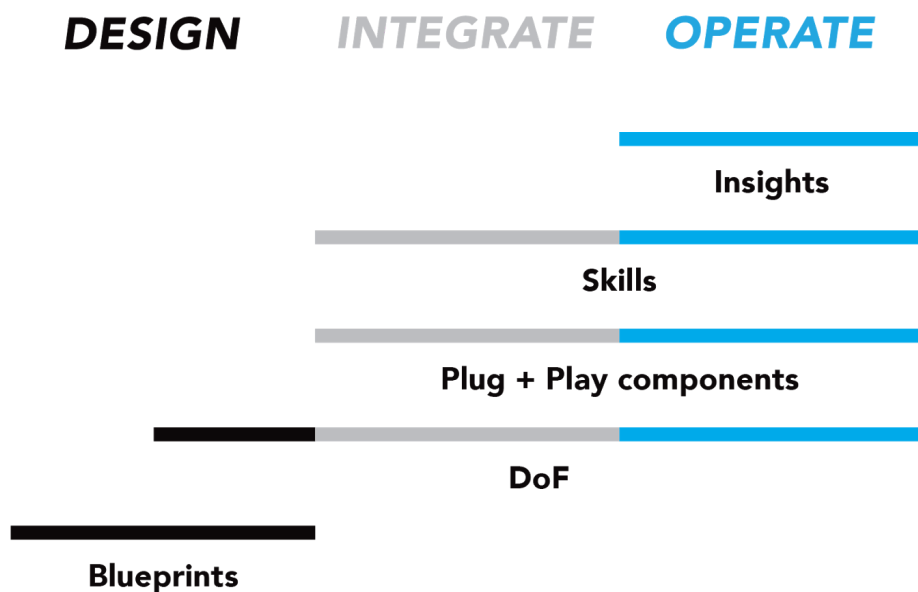 DESIGN INTEGRATE OPERATE
Insights
Skills
Plug + Play components
DoF
Blueprints